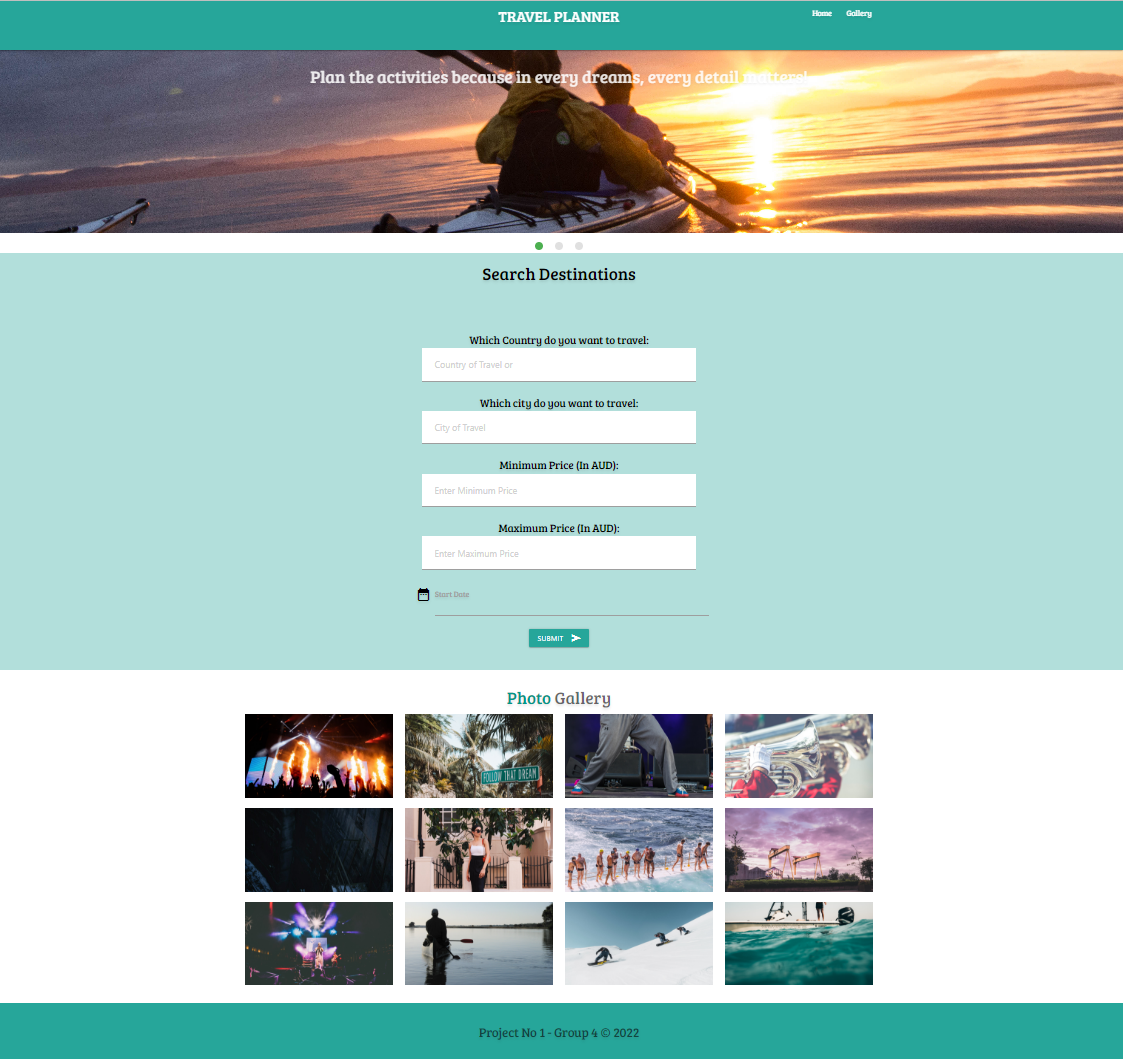 TRAVEL PLANNER
Home Gallery
Plan the activities because in every dreams, every detail matters!
Search Destinations
Which Country do you want to travel:
Country of Travel or
Which city do you want to travel:
City of Travel
Minimum Price (In AUD):
Enter Minimum Price
Maximum Price (In AUD):
Enter Maximum Price
Start Date
SUBMIT
Photo Gallery
FOLLOW THAT DREAM
Project No 1 - Group 4 © 2022